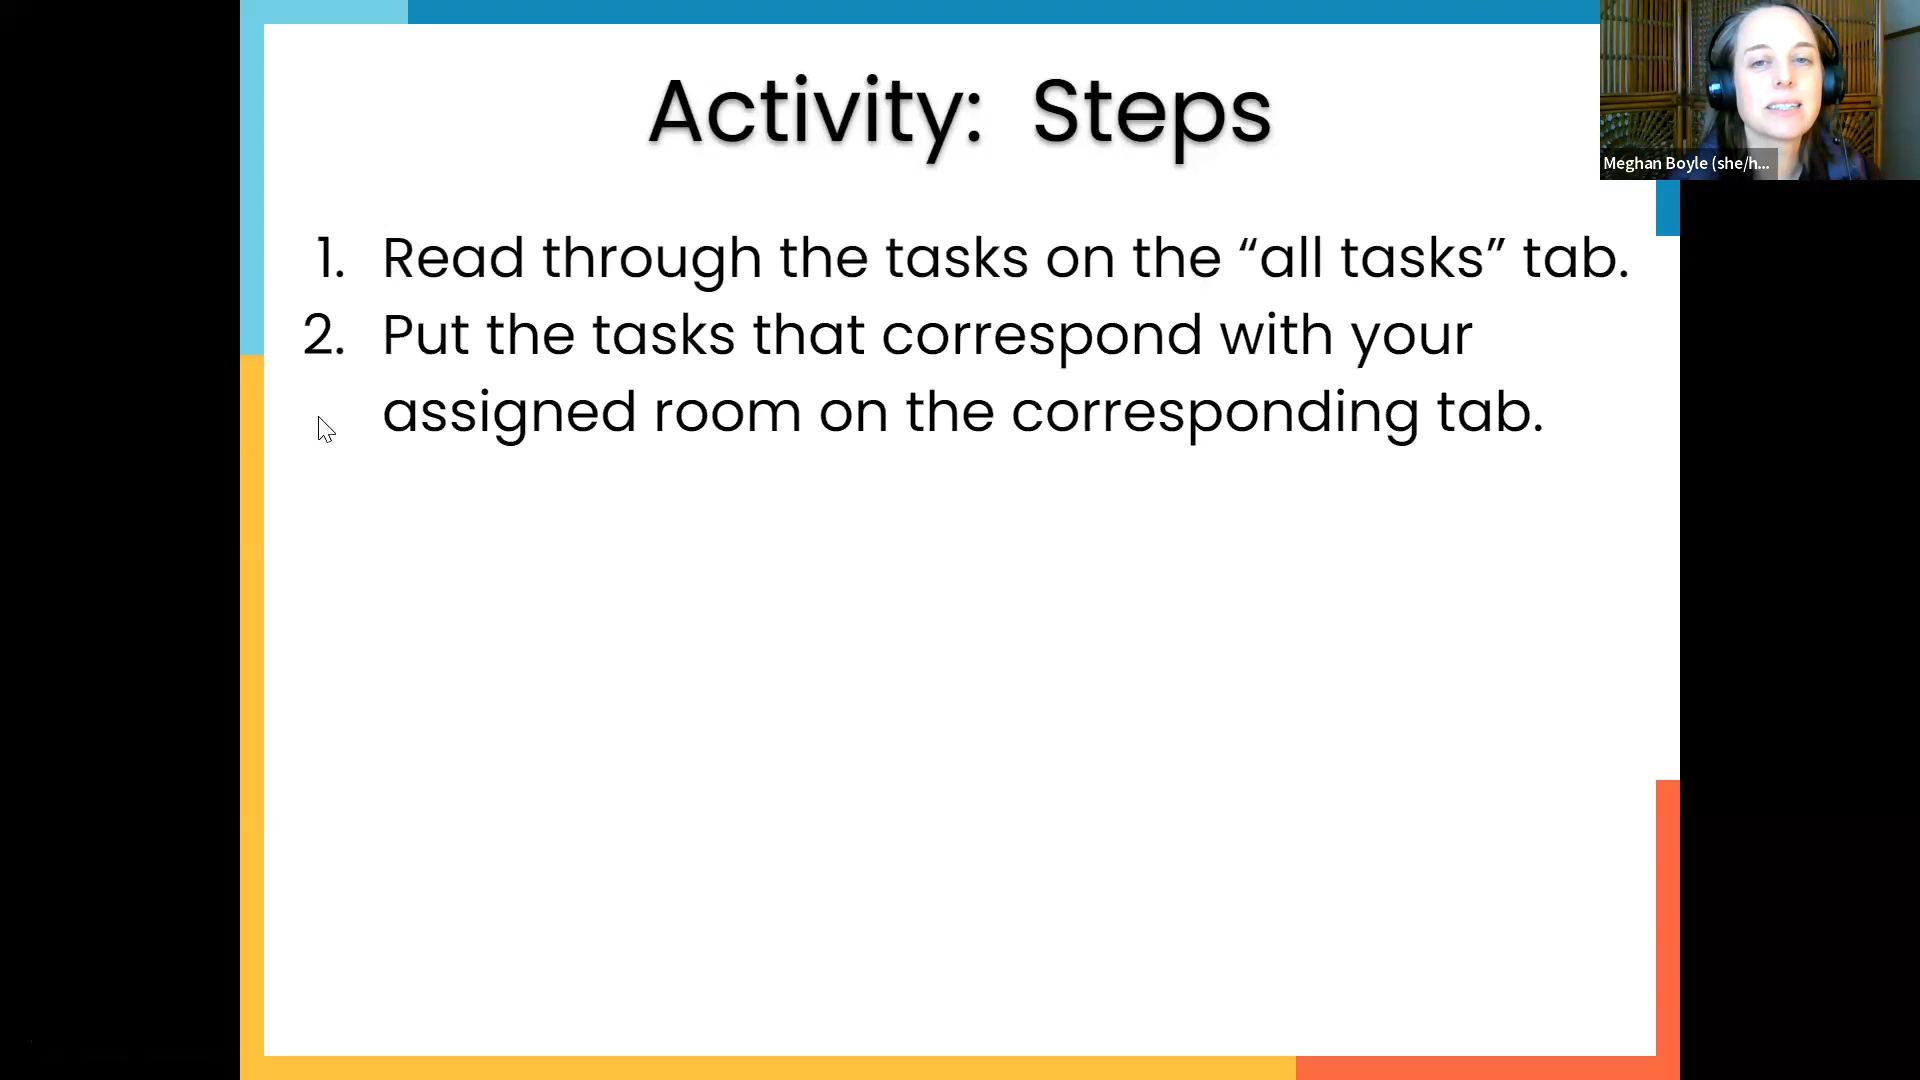 Activity:  Steps
Meghan Boyle (she/h...
1. Read through the tasks on the “all tasks” tab.
2. Put the tasks that correspond with your
assigned room on the corresponding tab.